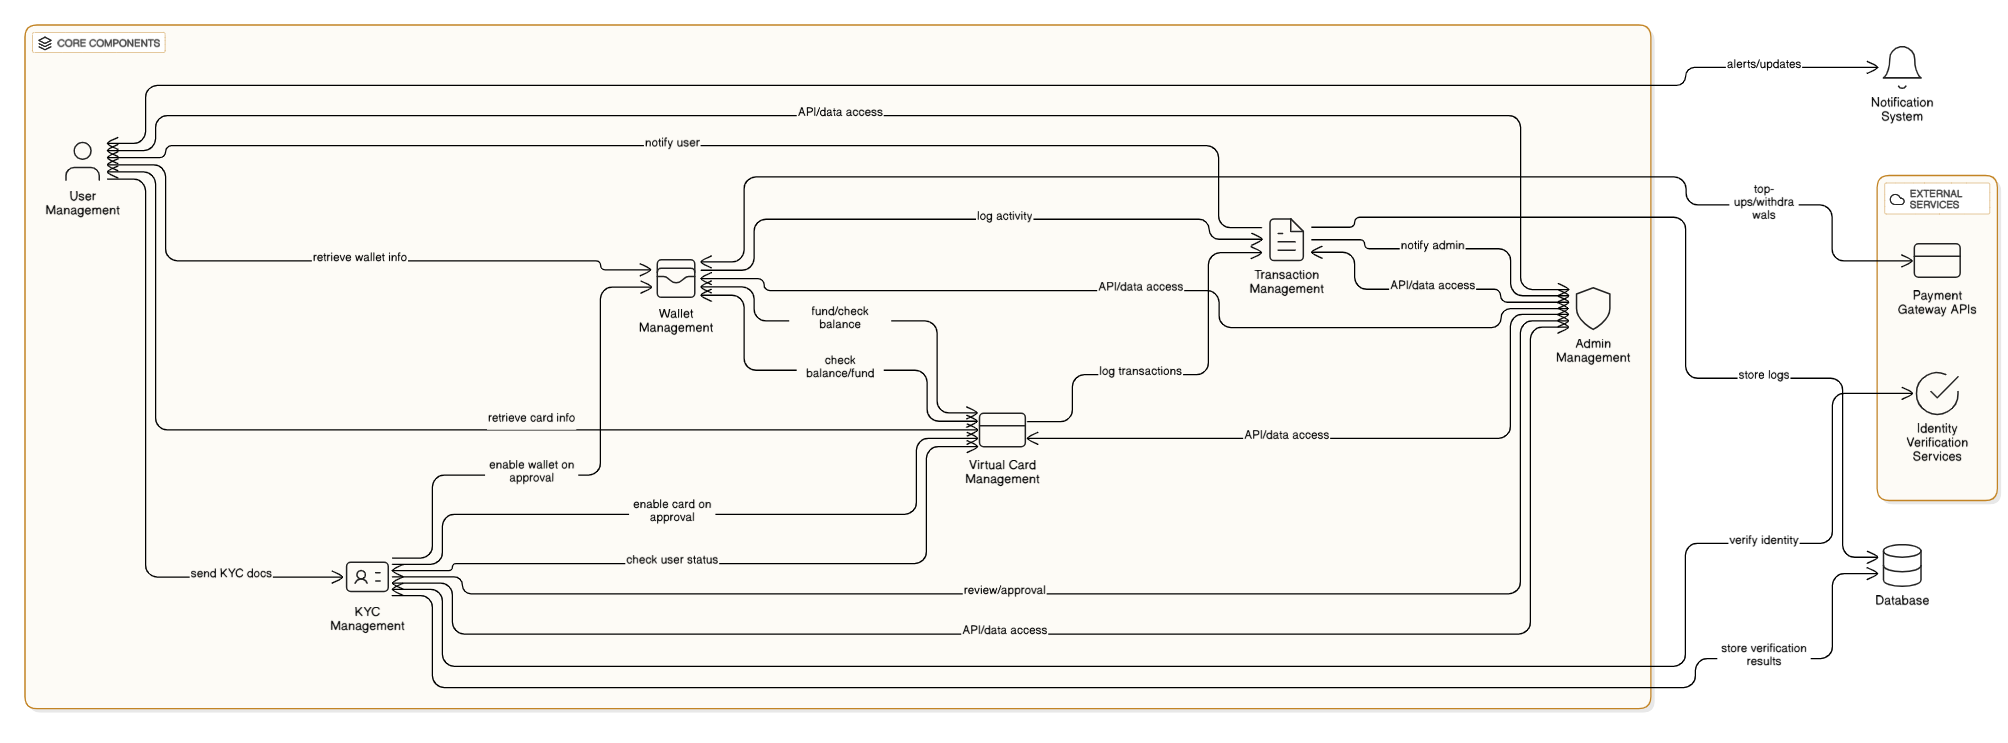 CORE COMPONENTS
alerts/updates
Notification
System
API/data access
notify user
User
Management
top-
ups/withdra
wals
EXTERNAL
SERVICES
log activity
notify admin
retrieve wallet info
Transaction
Management
API/data access
API/data access
Wallet
Management
fund/check
balance
Payment
Gateway APIs
Admin
Management
check
balance/fund
log transactions
store logs
retrieve card info
API/data access
Identity
Verification
Services
enable wallet on
approval
Virtual Card
Management
enable card on
approval
verify identity
check user status
send KYC docs
review/approval
Database
KYC
Management
API/data access
store verification
results